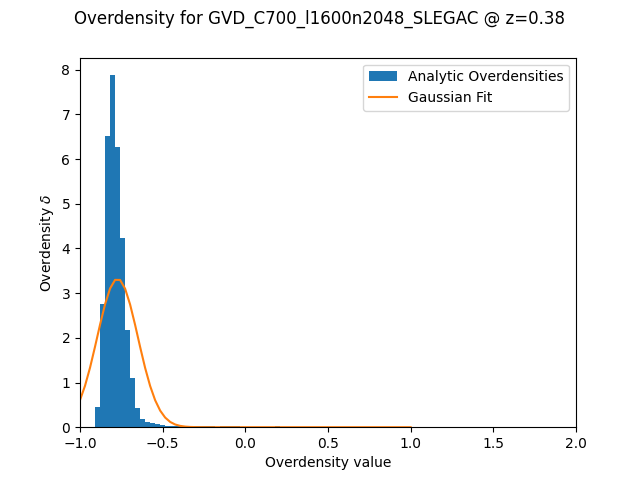 Overdensity for GVD_C700_l1600n2048_SLEGAC @ z=0.38
Analytic Overdensities
Gaussian Fit
8
7
6
5
4
3
2
1
0
Overdensity δ
−1.0 −0.5 0.0 0.5 1.0 1.5 2.0
Overdensity value